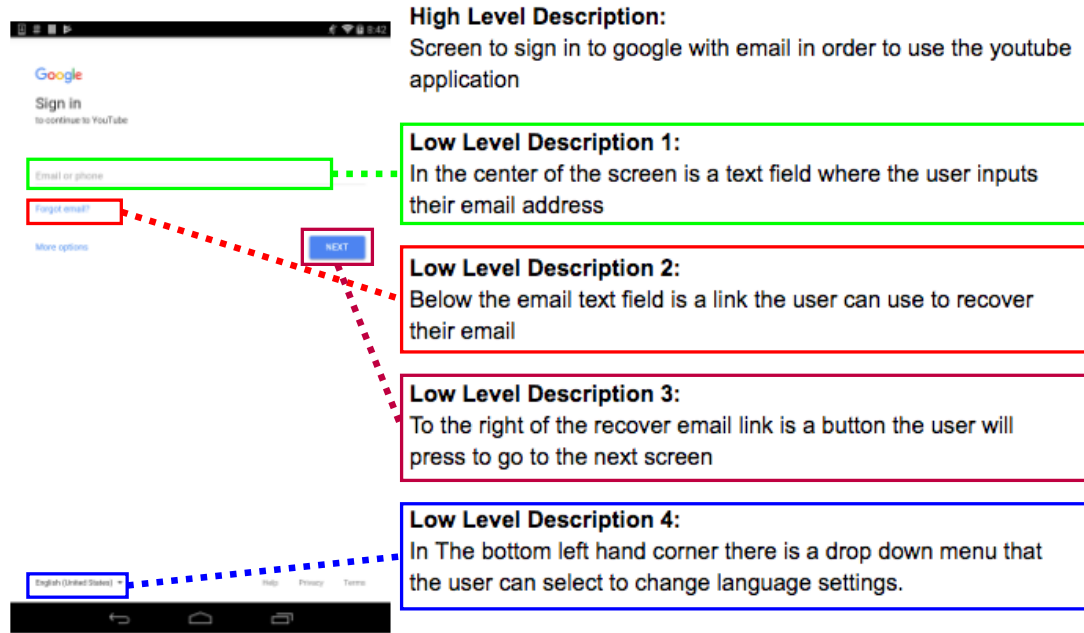 8:42
Google
Sign in
to continue to YouTube
Email or phone
Forgot email?
More options
NEXT
English (United States)
Help Privacy Terms
High Level Description:
Screen to sign in to google with email in order to use the youtube
application
Low Level Description 1:
In the center of the screen is a text field where the user inputs
their email address
Low Level Description 2:
Below the email text field is a link the user can use to recover
their email
Low Level Description 3:
To the right of the recover email link is a button the user will
press to go to the next screen
Low Level Description 4:
In The bottom left hand corner there is a drop down menu that
the user can select to change language settings.